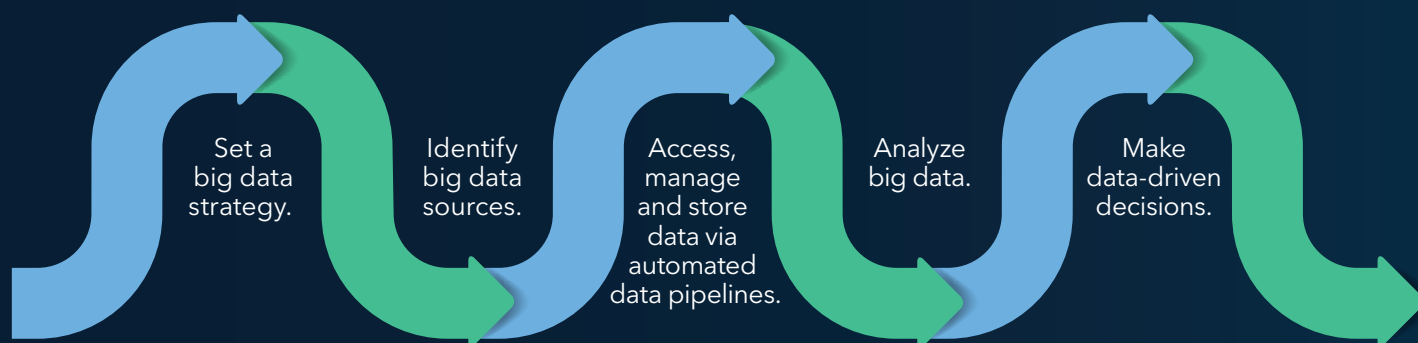 Set a
big data
strategy.
Identify
big data
sources.
Access,
manage
and store
data via
automated
data pipelines.
Analyze
big data.
Make
data-driven
decisions.